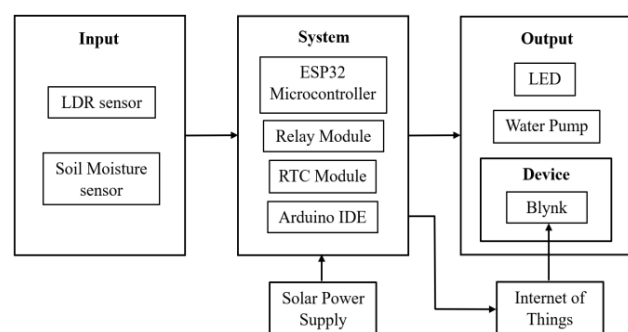 Input
LDR sensor
Soil Moisture
sensor
System
ESP32
Microcontroller
Relay Module
RTC Module
Arduino IDE
Solar Power
Supply
Output
LED
Water Pump
Device
Blynk
Internet of
Things